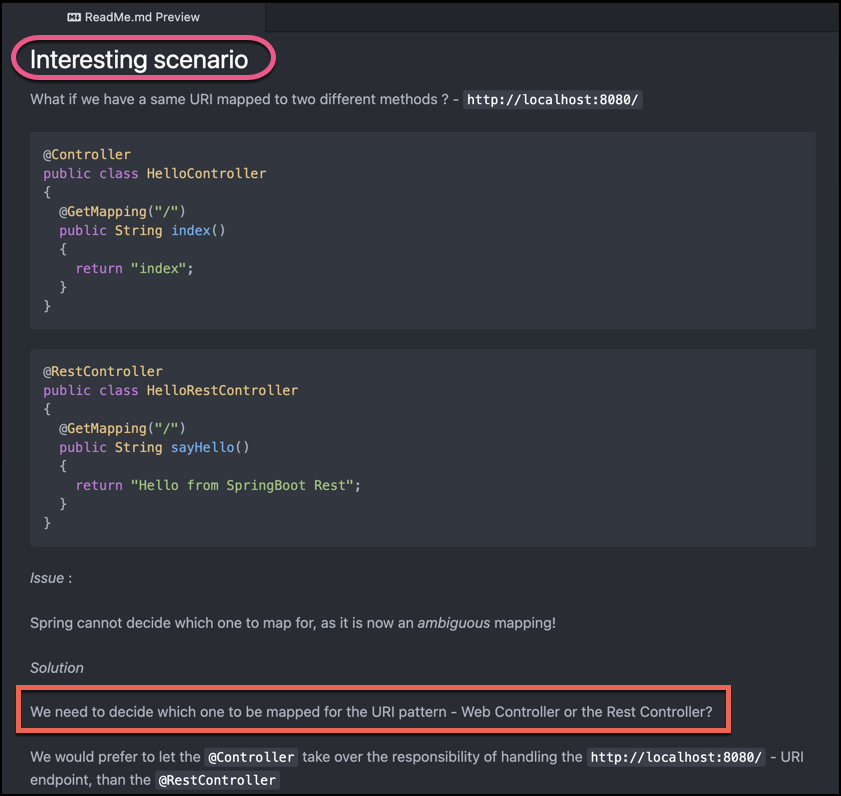 ReadMe.md Preview
Interesting scenario
What if we have a same URI mapped to two different methods ? - http://localhost:8080/
@Controller
public class HelloController
{
  @GetMapping("/")
  public String index()
  {
    return "index";
  }
}
@RestController
public class HelloRestController
{
  @GetMapping("/")
  public String sayHello()
  {
    return "Hello from SpringBoot Rest";
  }
}
Issue :
Spring cannot decide which one to map for, as it is now an ambiguous mapping!
Solution
We need to decide which one to be mapped for the URI pattern - Web Controller or the Rest Controller?
We would prefer to let the @Controller take over the responsibility of handling the http://localhost:8080/ - URI
endpoint, than the @RestController